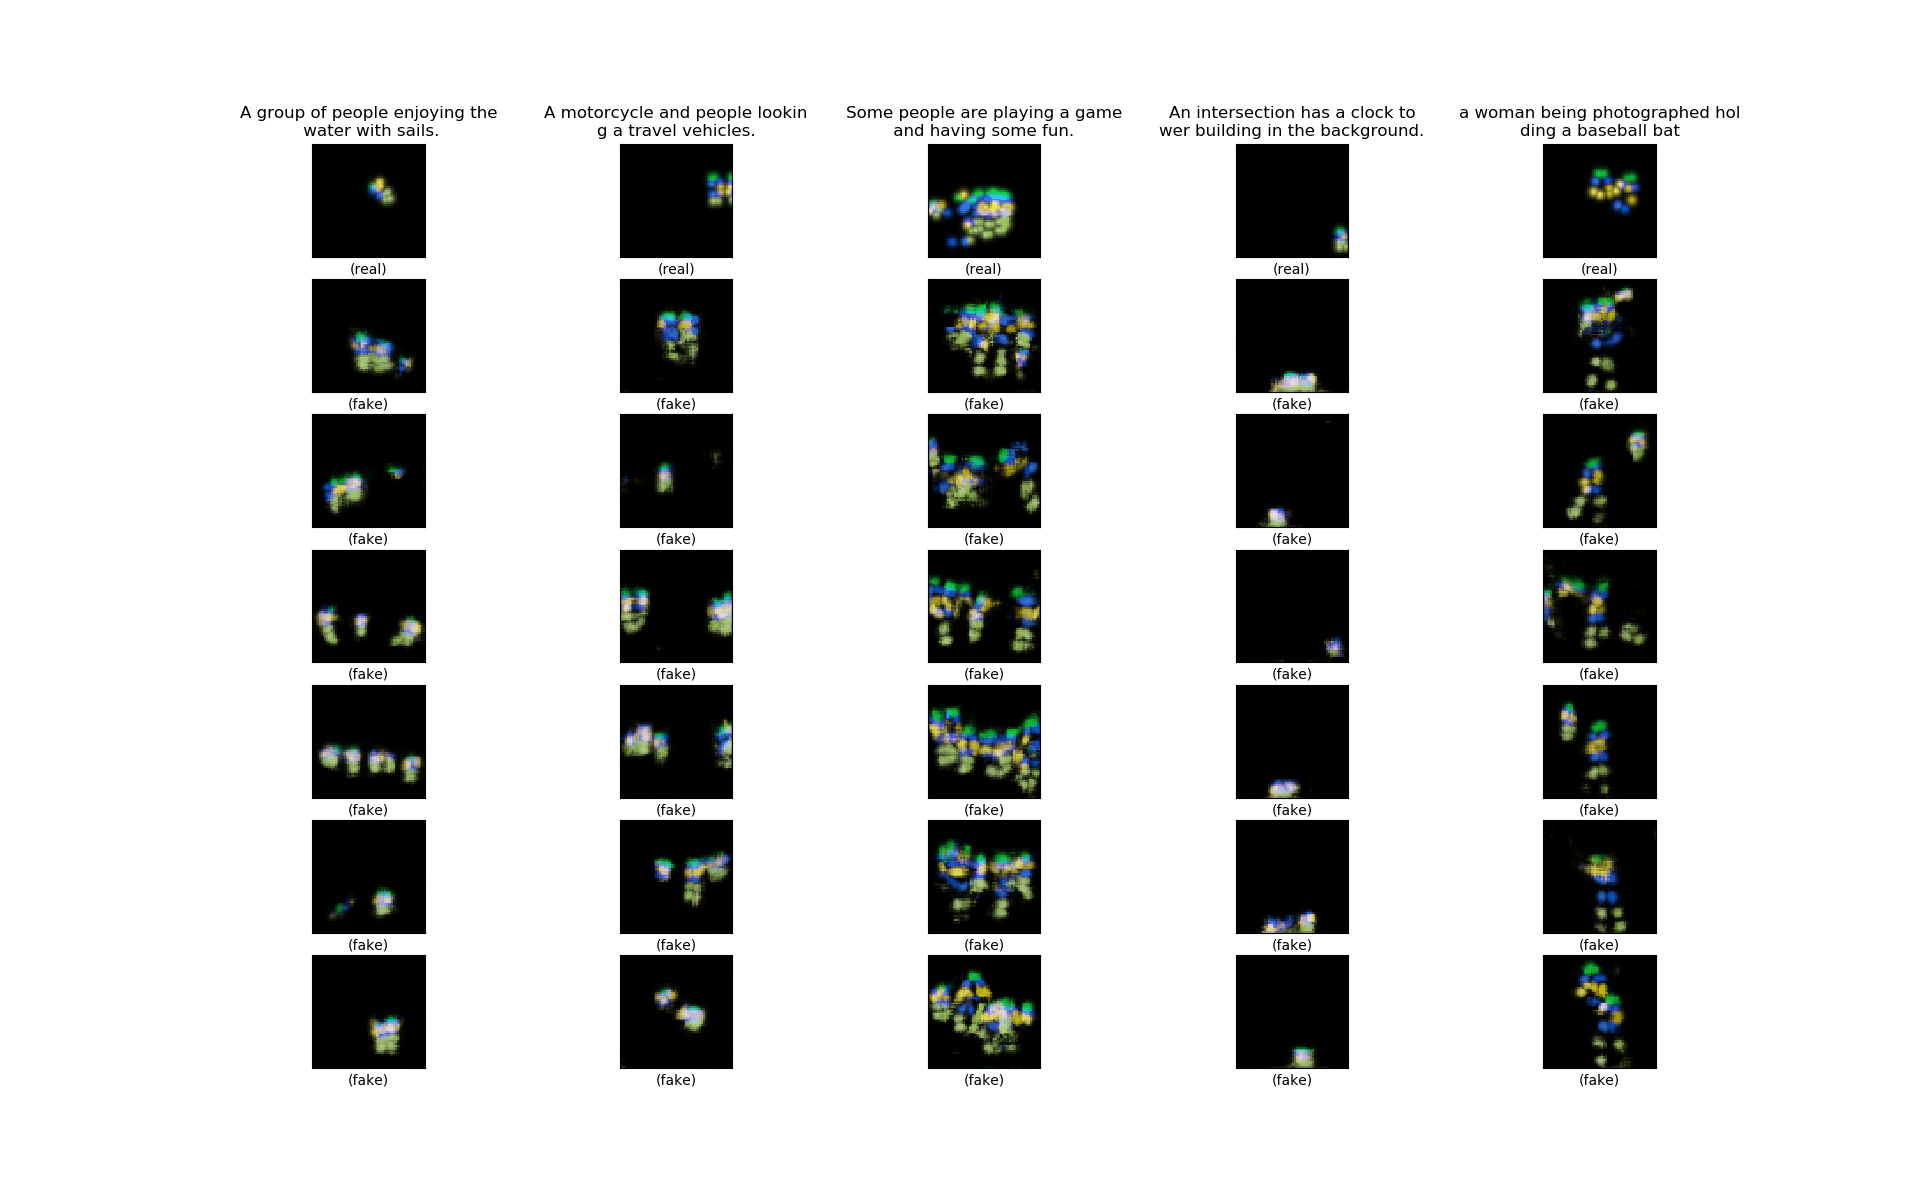 A group of people enjoying the
water with sails.
A motorcycle and people lookin
g a travel vehicles.
Some people are playing a game
and having some fun.
An intersection has a clock to
wer building in the background.
a woman being photographed hol
ding a baseball bat
(real) (real) (real) (real) (real)
(fake) (fake) (fake) (fake) (fake)
(fake) (fake) (fake) (fake) (fake)
(fake) (fake) (fake) (fake) (fake)
(fake) (fake) (fake) (fake) (fake)
(fake) (fake) (fake) (fake) (fake)
(fake) (fake) (fake) (fake) (fake)